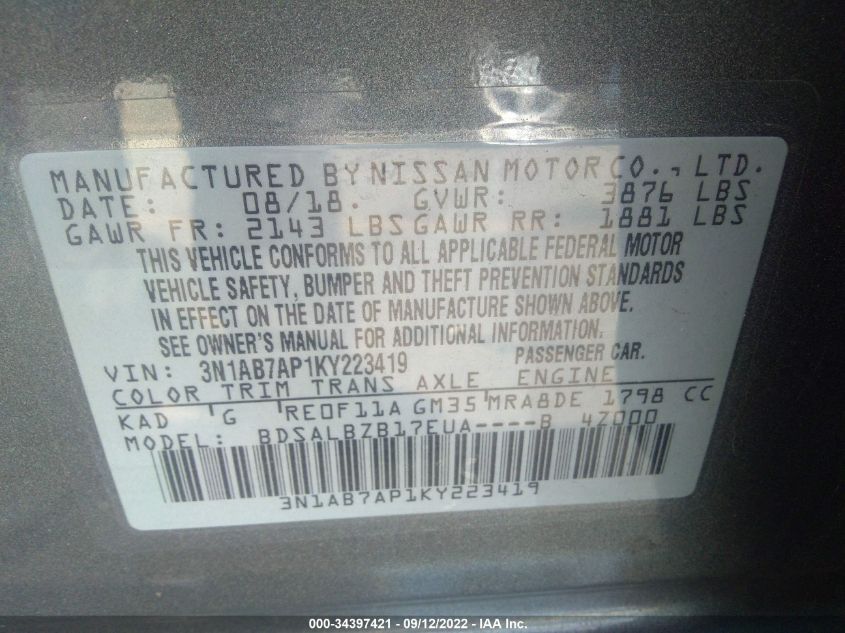 MANUFACTURED BY NISSAN MOTOR CO., LTD.
DATE: 08/18. GVWR: 3876 LBS
GAWR FR: 2143 LBS GAWR RR: 1881 LBS
THIS VEHICLE CONFORMS TO ALL APPLICABLE FEDERAL MOTOR
VEHICLE SAFETY, BUMPER AND THEFT PREVENTION STANDARDS
IN EFFECT ON THE DATE OF MANUFACTURE SHOWN ABOVE.
SEE OWNER'S MANUAL FOR ADDITIONAL INFORMATION.
VIN: 3N1AB7AP1KY223419 PASSENGER CAR.
COLOR TRIM TRANS AXLE ENGINE
KAD G RE0F11A GM35 MRA8DE 1798 CC
MODEL: BDSALBZB17EUA----B 4Z000
3N1AB7AP1KY223419
000-34397421 - 09/12/2022 - IAA Inc.